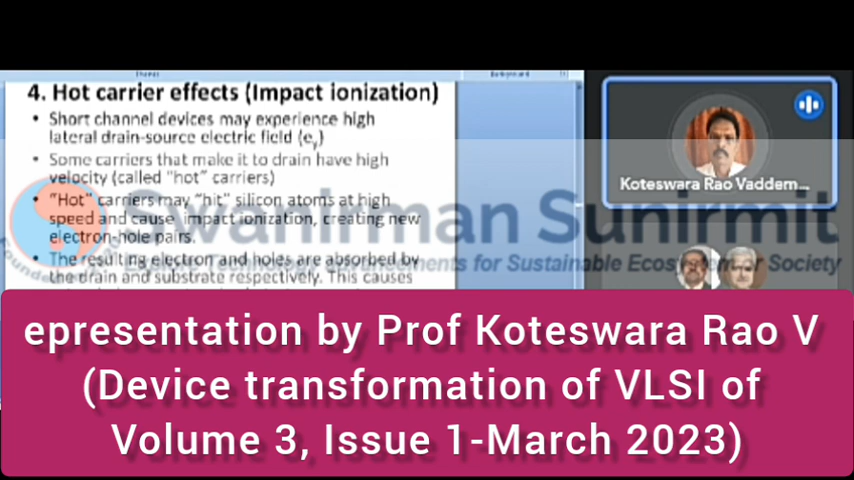 4. Hot carrier effects (Impact ionization)
• Short channel devices may experience high
lateral drain-source electric field (ey)
• Some carriers that make it to drain have high
velocity (called "hot" carriers)
• "Hot" carriers may "hit" silicon atoms at high
speed and cause impact ionization, creating new
electron-hole pairs.
• The resulting electron and holes are absorbed by
the drain and substrate respectively. This causes
Koteswara Rao Vaddem...
Sunirmit
for Sustainable Society
epresentation by Prof Koteswara Rao V
(Device transformation of VLSI of
Volume 3, Issue 1-March 2023)